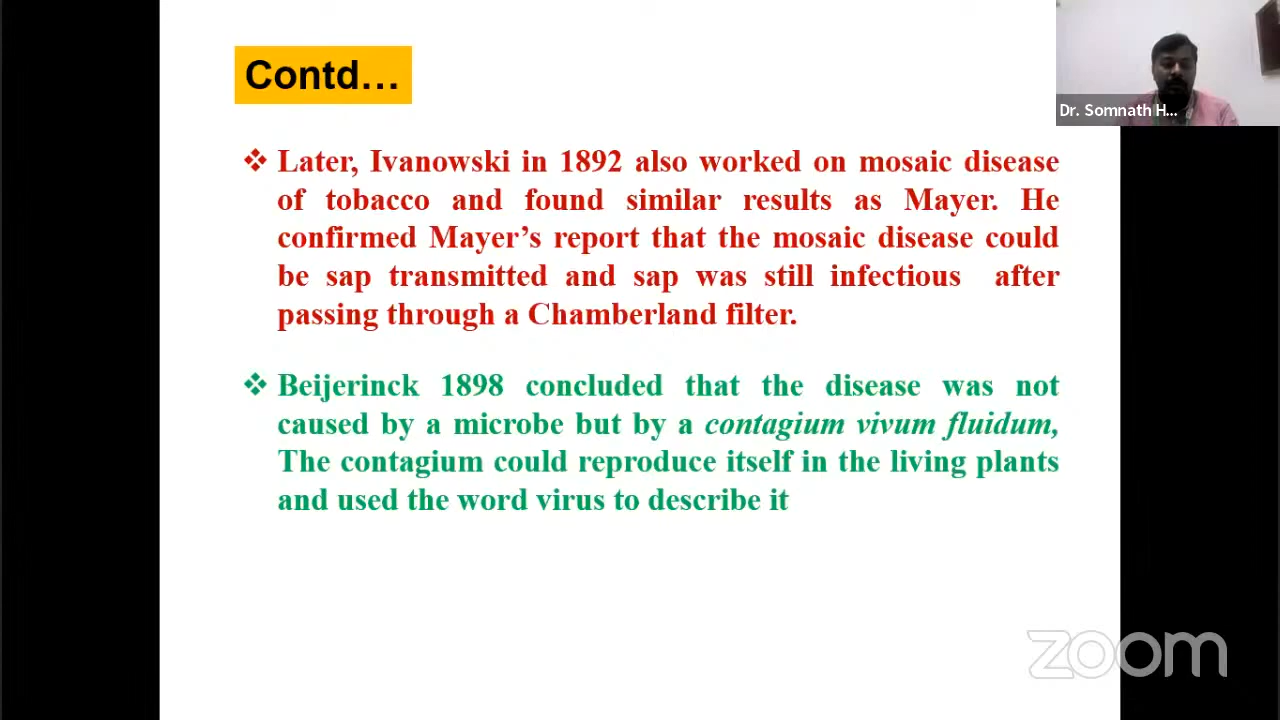 Contd…
Dr. Somnath H...
❖ Later, Ivanowski in 1892 also worked on mosaic disease
of tobacco and found similar results as Mayer. He
confirmed Mayer’s report that the mosaic disease could
be sap transmitted and sap was still infectious after
passing through a Chamberland filter.
❖ Beijerinck 1898 concluded that the disease was not
caused by a microbe but by a contagium vivum fluidum,
The contagium could reproduce itself in the living plants
and used the word virus to describe it
zoom